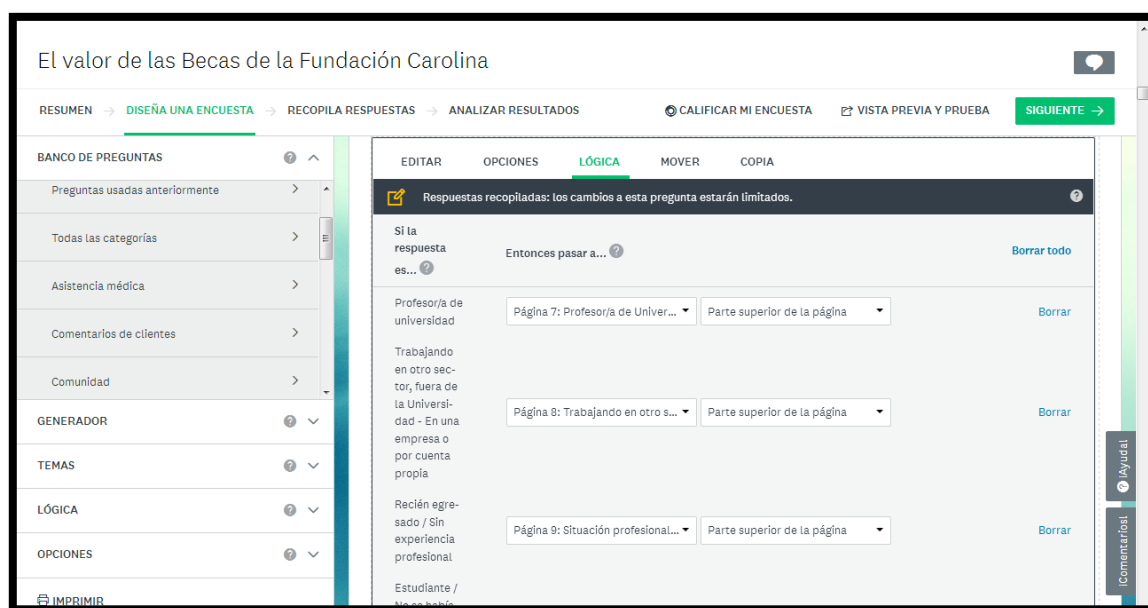 El valor de las Becas de la Fundación Carolina
RESUMEN → DISEÑA UNA ENCUESTA → RECOPILA RESPUESTAS → ANALIZAR RESULTADOS CALIFICAR MI ENCUESTA VISTA PREVIA Y PRUEBA SIGUIENTE →
BANCO DE PREGUNTAS
Preguntas usadas anteriormente
Todas las categorías
Asistencia médica
Comentarios de clientes
Comunidad
GENERADOR
TEMAS
LÓGICA
OPCIONES
IMPRIMIR
EDITAR OPCIONES LÓGICA MOVER COPIA
Respuestas recopiladas: los cambios a esta pregunta estarán limitados.
Si la
respuesta
es...
Entonces pasar a...
Borrar todo
Profesor/a de
universidad
Página 7: Profesor/a de Univer... Parte superior de la página Borrar
Trabajando
en otro sec-
tor, fuera de
la Universi-
dad - En una
empresa o
por cuenta
propia
Página 8: Trabajando en otro s... Parte superior de la página Borrar
Recién egre-
sado / Sin
experiencia
profesional
Página 9: Situación profesional... Parte superior de la página Borrar
Estudiante /
¡Ayuda!
¡Comentarios!